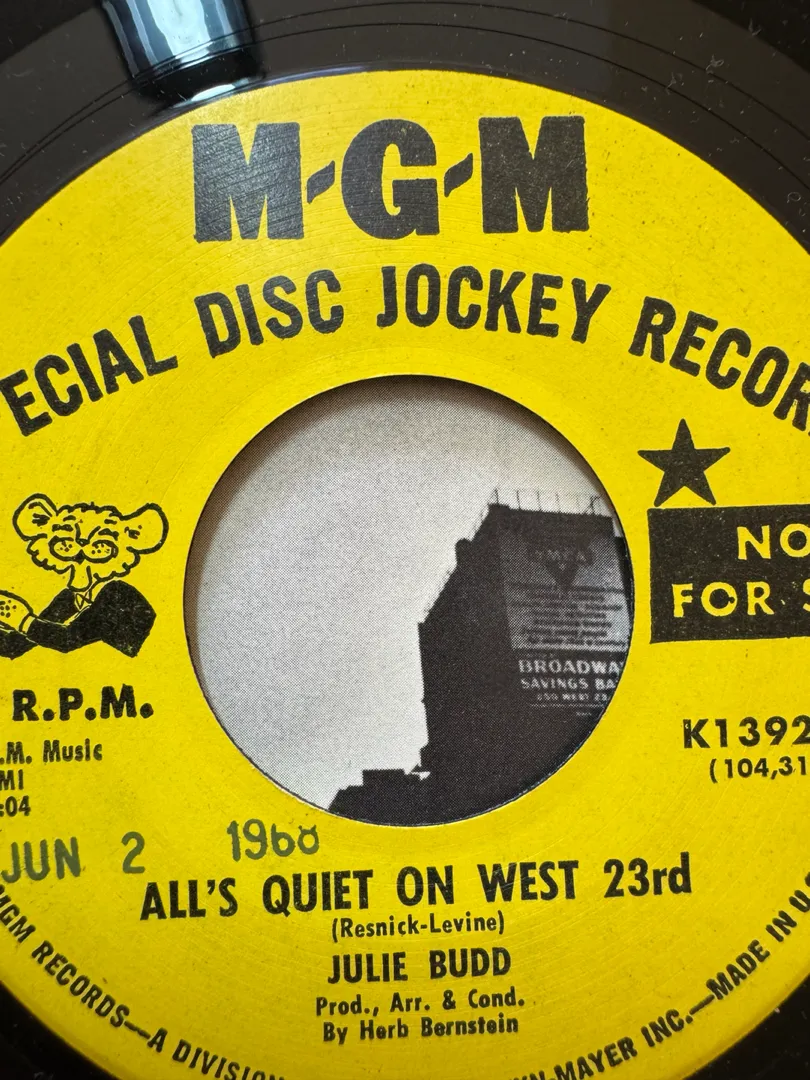 M-G-M
ECIAL DISC JOCKEY RECOR
NO
FOR S
R.P.M.
.M. Music
MI
:04
K1392
(104,31
YMCA
BROADWA
SAVINGS BA
JUN 2 1968
ALL'S QUIET ON WEST 23rd
(Resnick-Levine)
JULIE BUDD
Prod., Arr. & Cond.
By Herb Bernstein
MGM RECORDS—A DIVISION
WN-MAYER INC.—MADE IN U.S